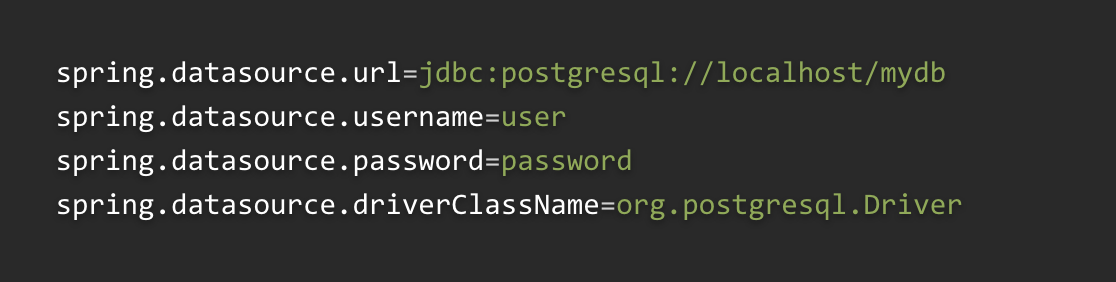 spring.datasource.url=jdbc:postgresql://localhost/mydb
spring.datasource.username=user
spring.datasource.password=password
spring.datasource.driverClassName=org.postgresql.Driver